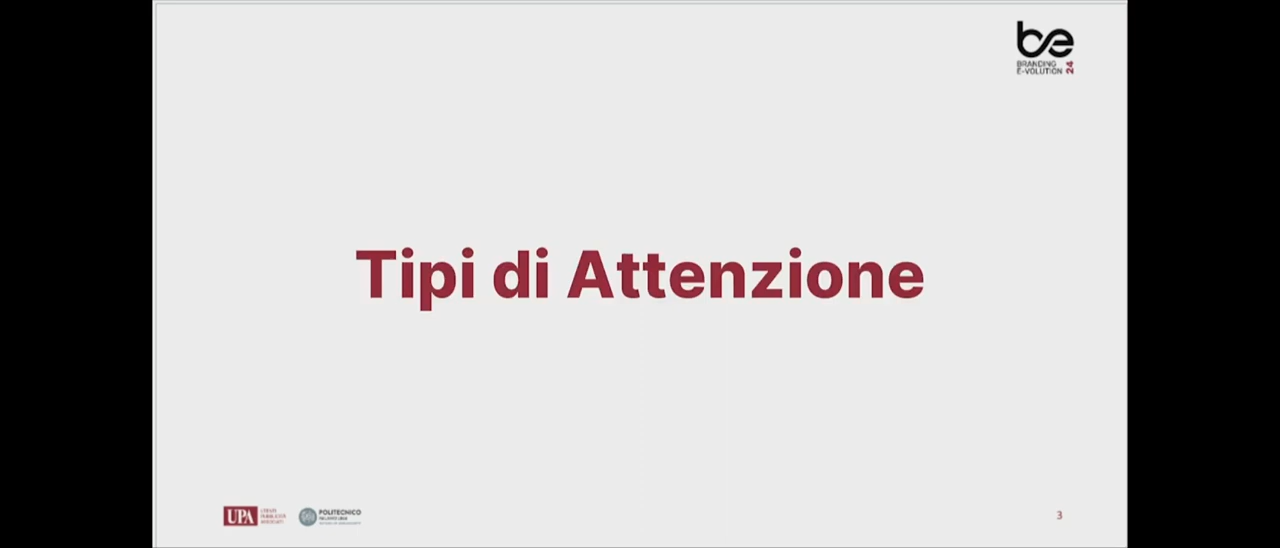 be
BRANDING
E-VOLUTION 24
Tipi di Attenzione
UPA
POLITECNICO
3